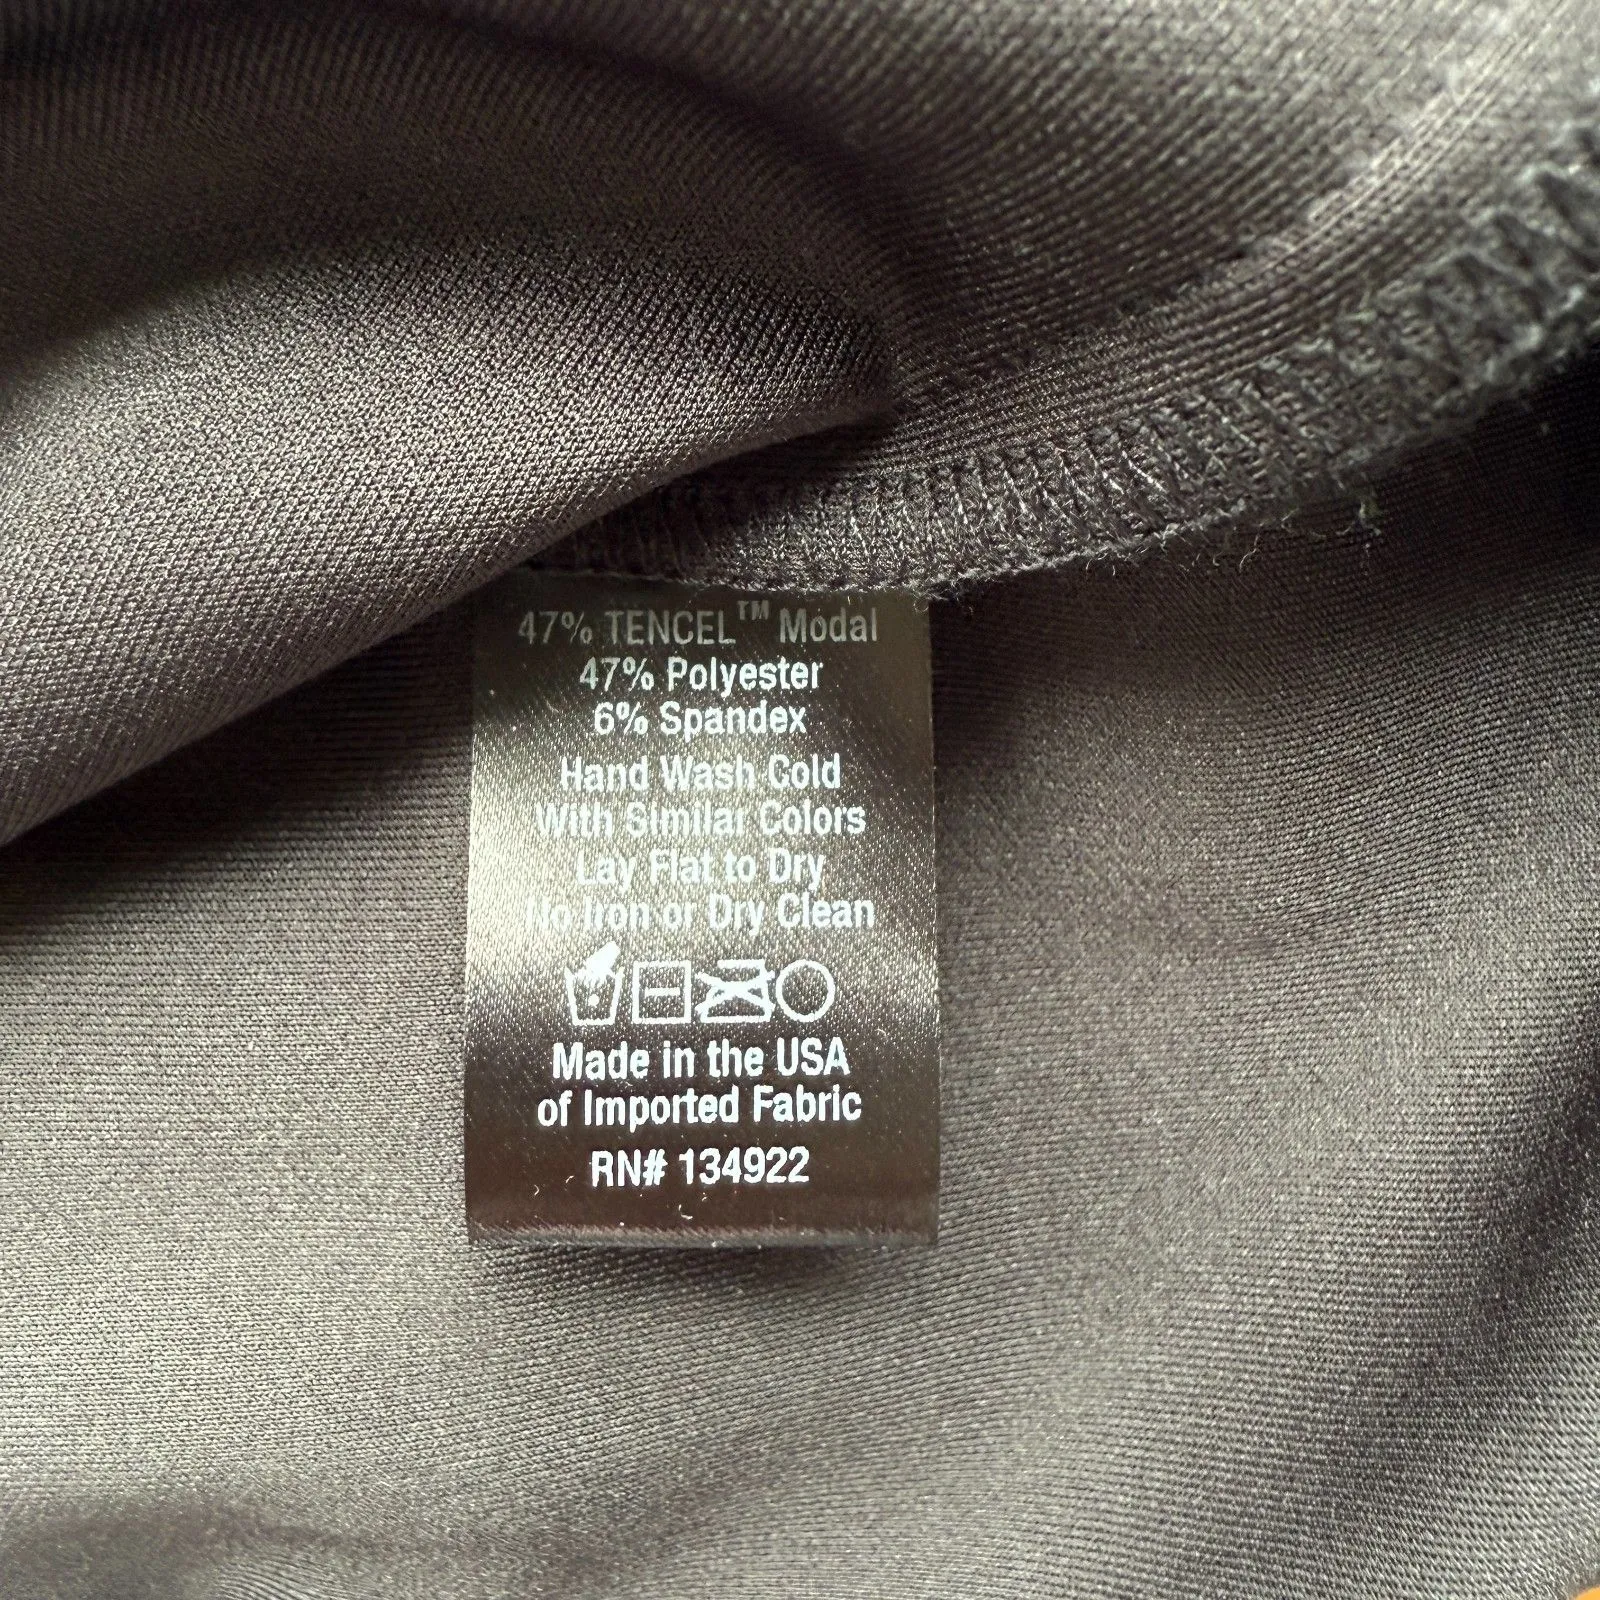 47% TENCEL™ Modal
47% Polyester
6% Spandex
Hand Wash Cold
With Similar Colors
Lay Flat to Dry
No Iron or Dry Clean
Made in the USA
of Imported Fabric
RN# 134922